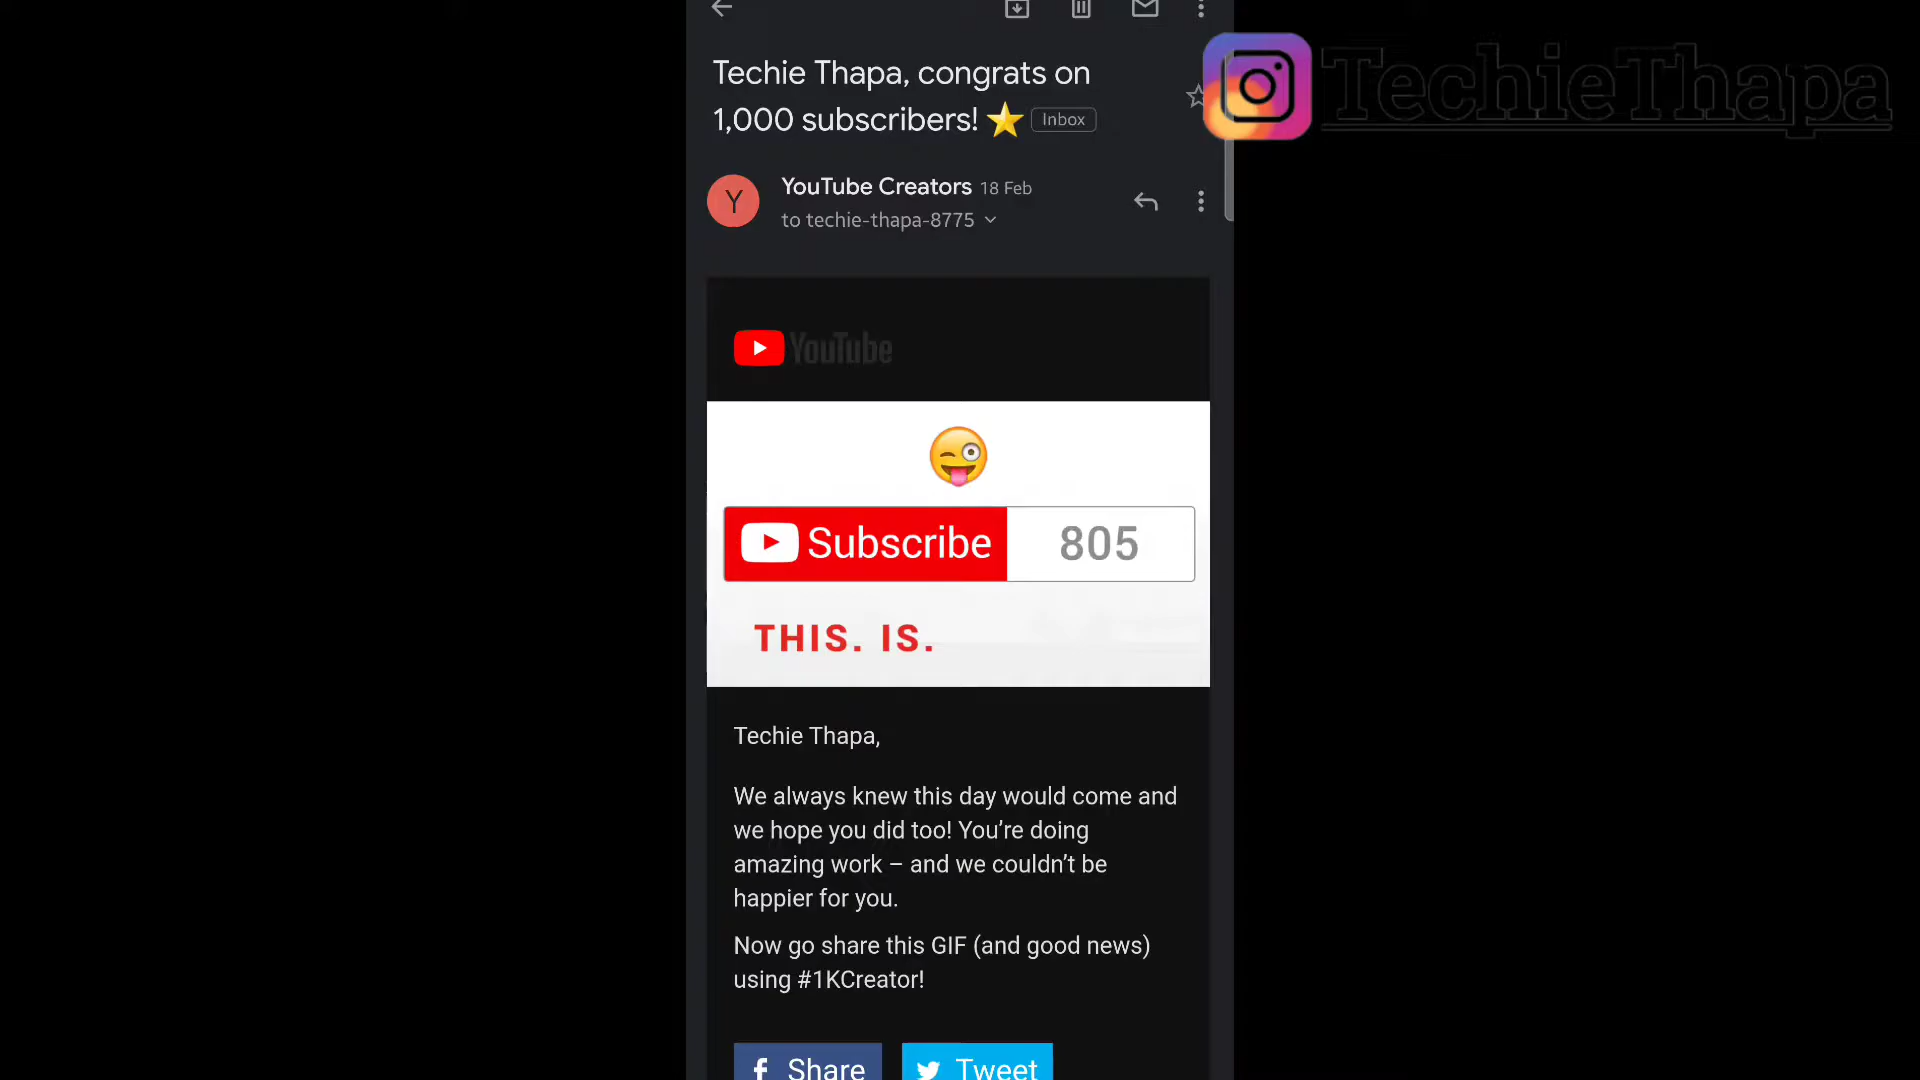 Techie Thapa, congrats on
1,000 subscribers! ⭐ Inbox
TechieThapa
Y
YouTube Creators 18 Feb
to techie-thapa-8775
YouTube
Subscribe 805
THIS. IS.
Techie Thapa,
We always knew this day would come and
we hope you did too! You’re doing
amazing work – and we couldn’t be
happier for you.
Now go share this GIF (and good news)
using #1KCreator!
f Share Tweet